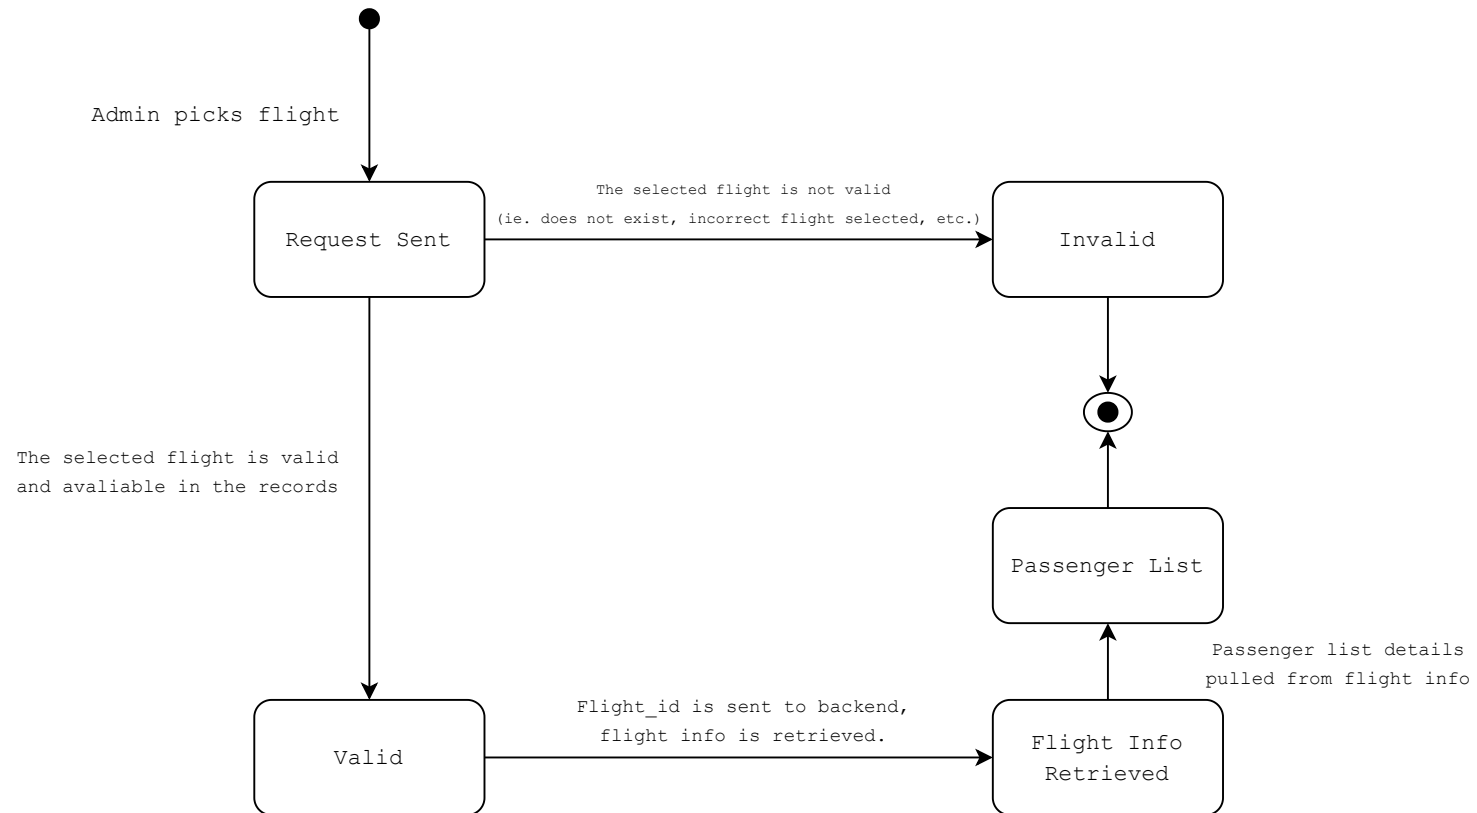 Admin picks flight
The selected flight is not valid
(ie. does not exist, incorrect flight selected, etc.)
Request Sent
Invalid
The selected flight is valid
and avaliable in the records
Passenger List
Passenger list details
pulled from flight info
Flight_id is sent to backend,
flight info is retrieved.
Valid
Flight Info
Retrieved